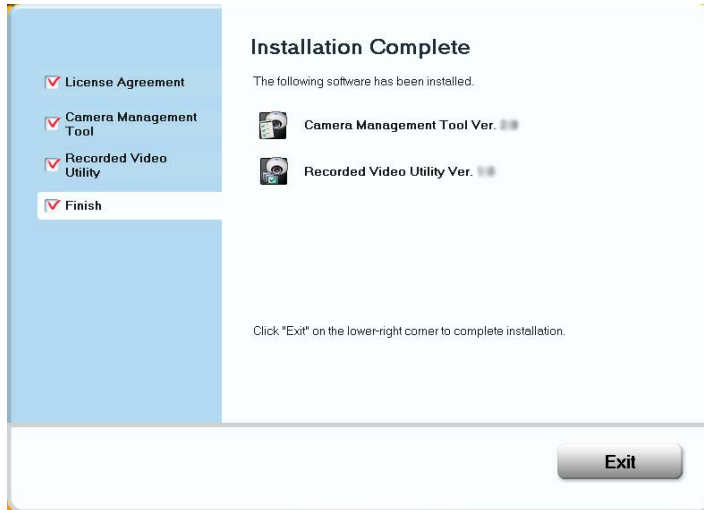 Installation Complete
The following software has been installed.
License Agreement
Camera Management
Tool
Recorded Video
Utility
Finish
Camera Management Tool Ver.
Recorded Video Utility Ver.
Click "Exit" on the lower-right corner to complete installation.
Exit